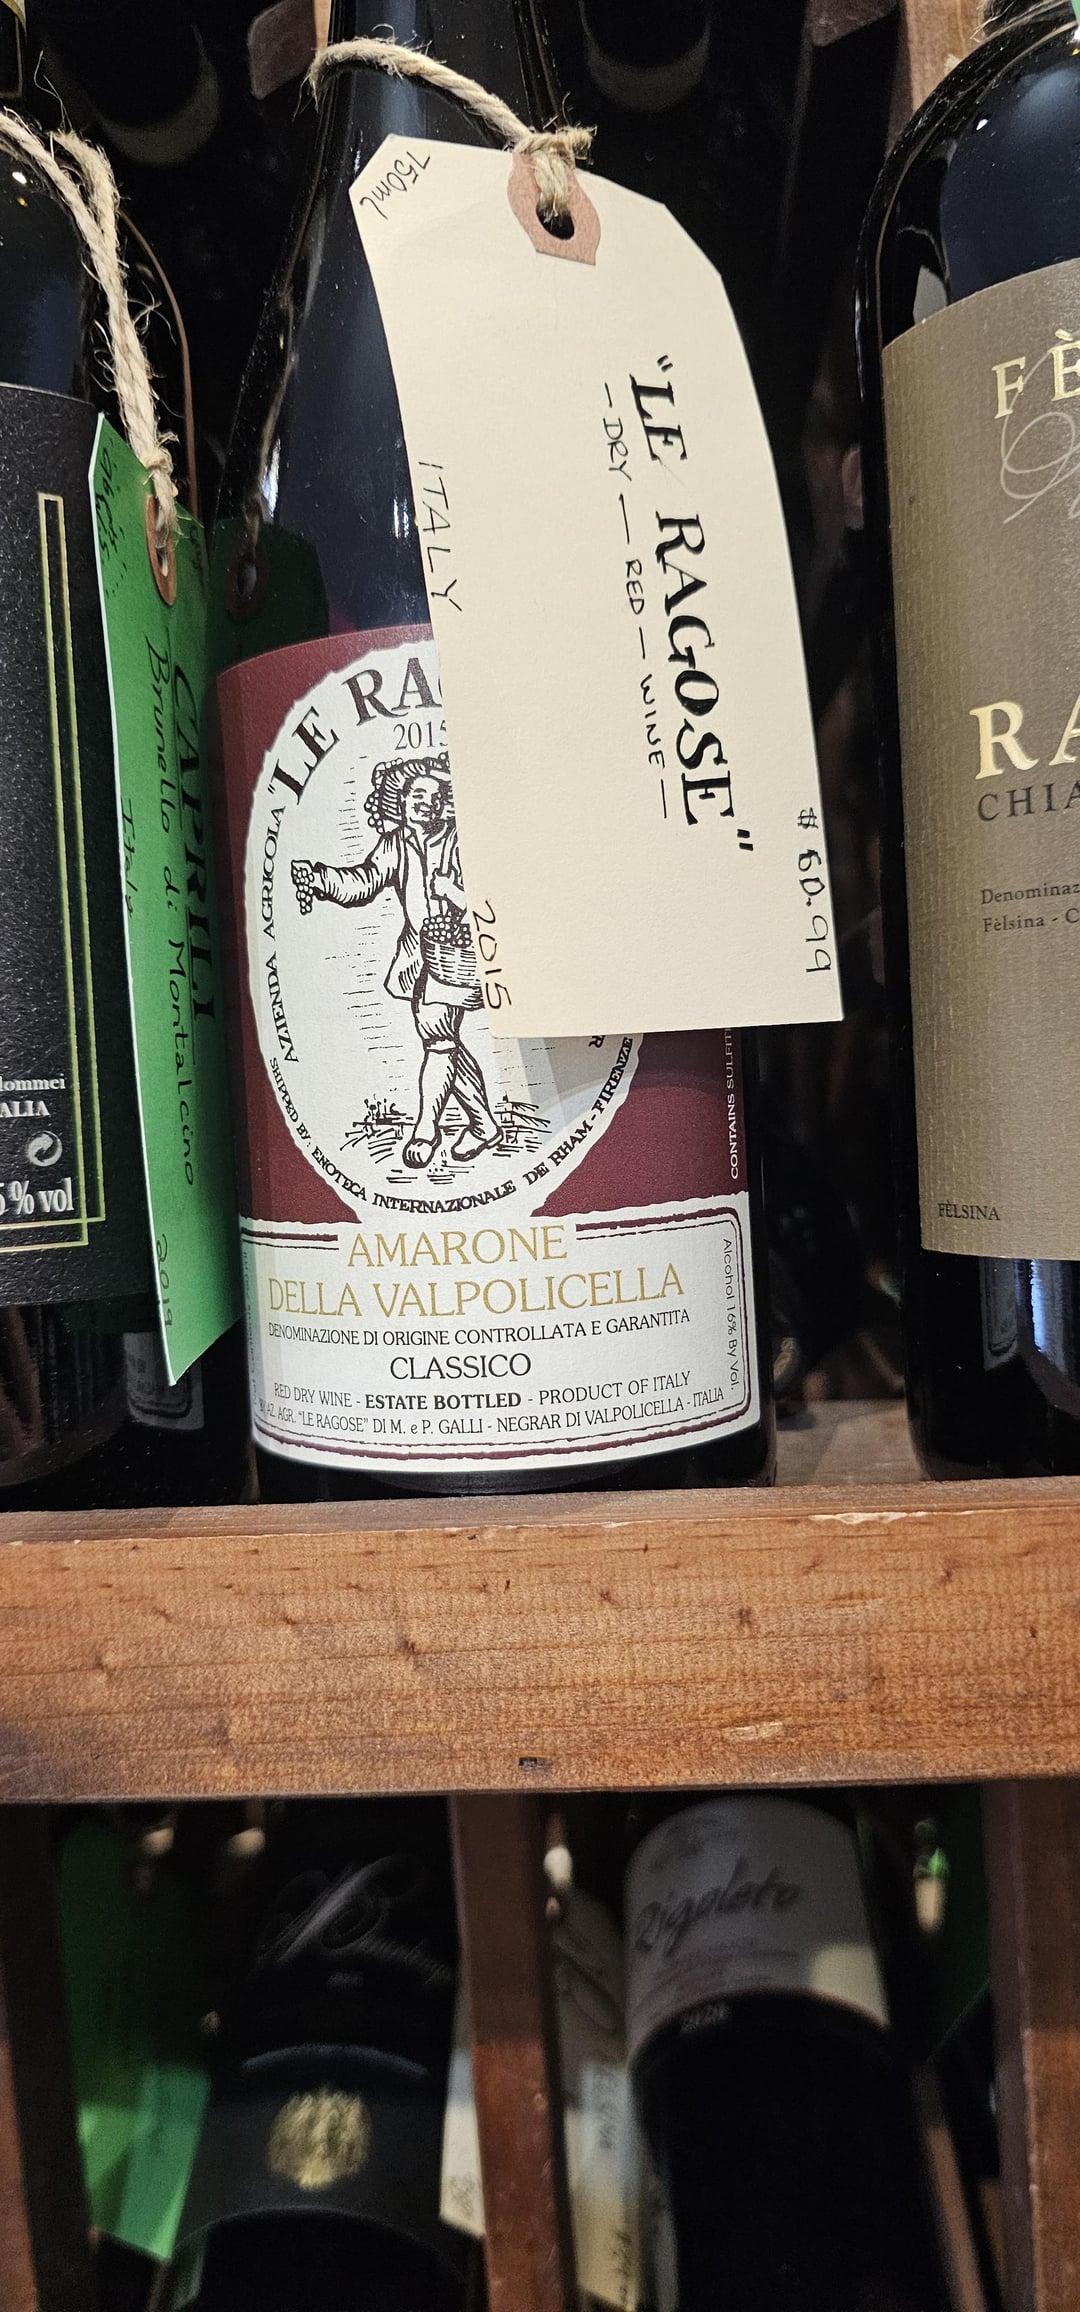 750ml
ITALY
"LE RAGOSE"
— DRY — RED — WINE —
$60.99
2015
CAPRILI
Brunello di Montalcino
Italy
2019
ALIA
% vol
"LE RA
2015
AZIENDA AGRICOLA
SHIPPED BY: ENOTECA INTERNAZIONALE DE RHAM - FIRENZE
CONTAINS SULFIT
AMARONE
DELLA VALPOLICELLA
DENOMINAZIONE DI ORIGINE CONTROLLATA E GARANTITA
CLASSICO
RED DRY WINE - ESTATE BOTTLED - PRODUCT OF ITALY
AZ. AGR. "LE RAGOSE" DI M. e P. GALLI - NEGRAR DI VALPOLICELLA - ITALIA
Alcohol 16% By Vol.
FÈ
RA
CHIA
Denominaz
Fèlsina - C
FÈLSINA
Rigoleto